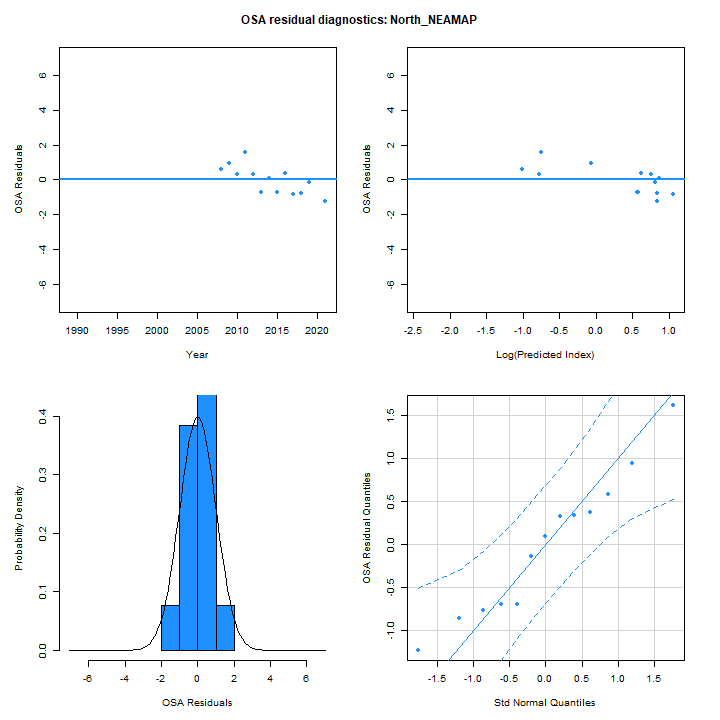 OSA residual diagnostics: North_NEAMAP
OSA Residuals
6
4
2
0
-2
-4
-6
1990 1995 2000 2005 2010 2015 2020
Year
OSA Residuals
6
4
2
0
-2
-4
-6
-2.5 -2.0 -1.5 -1.0 -0.5 0.0 0.5 1.0
Log(Predicted Index)
Probability Density
0.4
0.3
0.2
0.1
0.0
-6 -4 -2 0 2 4 6
OSA Residuals
OSA Residual Quantiles
1.5
1.0
0.5
0.0
-0.5
-1.0
-1.5 -1.0 -0.5 0.0 0.5 1.0 1.5
Std Normal Quantiles